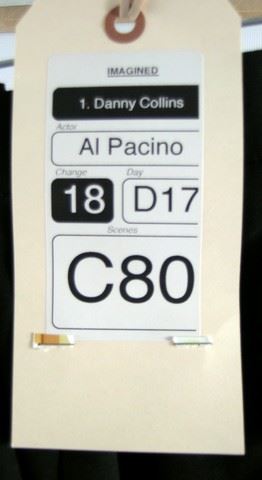 IMAGINED
1. Danny Collins
Actor
Al Pacino
Change Day
18 D17
Scenes
C80